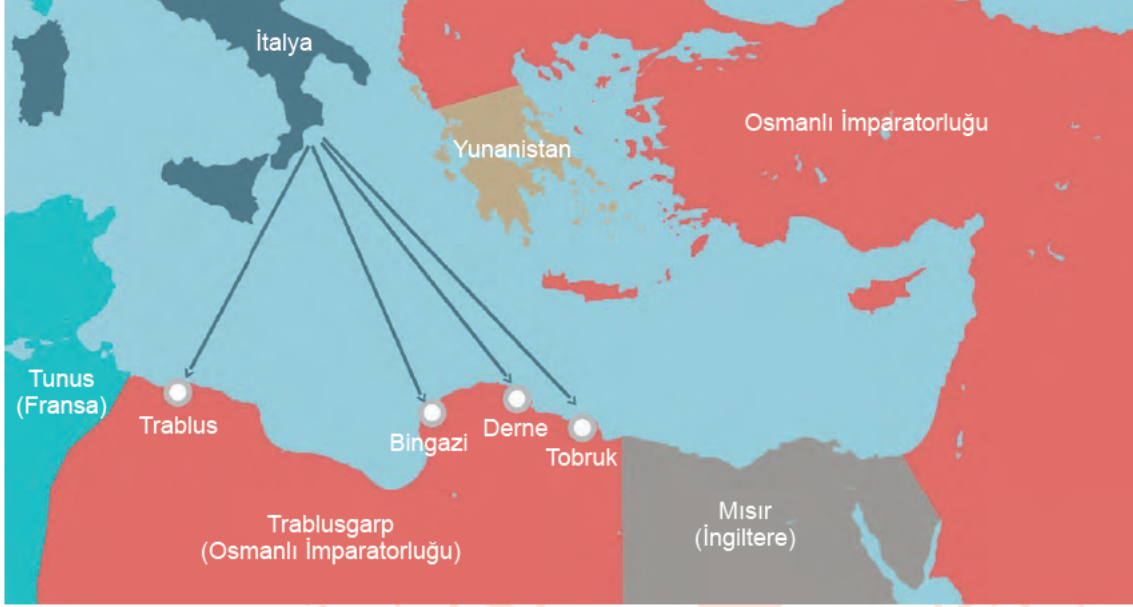 İtalya
Osmanlı İmparatorluğu
Yunanistan
Tunus
(Fransa)
Trablus
Bingazi
Derne
Tobruk
Trablusgarp
(Osmanlı İmparatorluğu)
Mısır
(İngiltere)